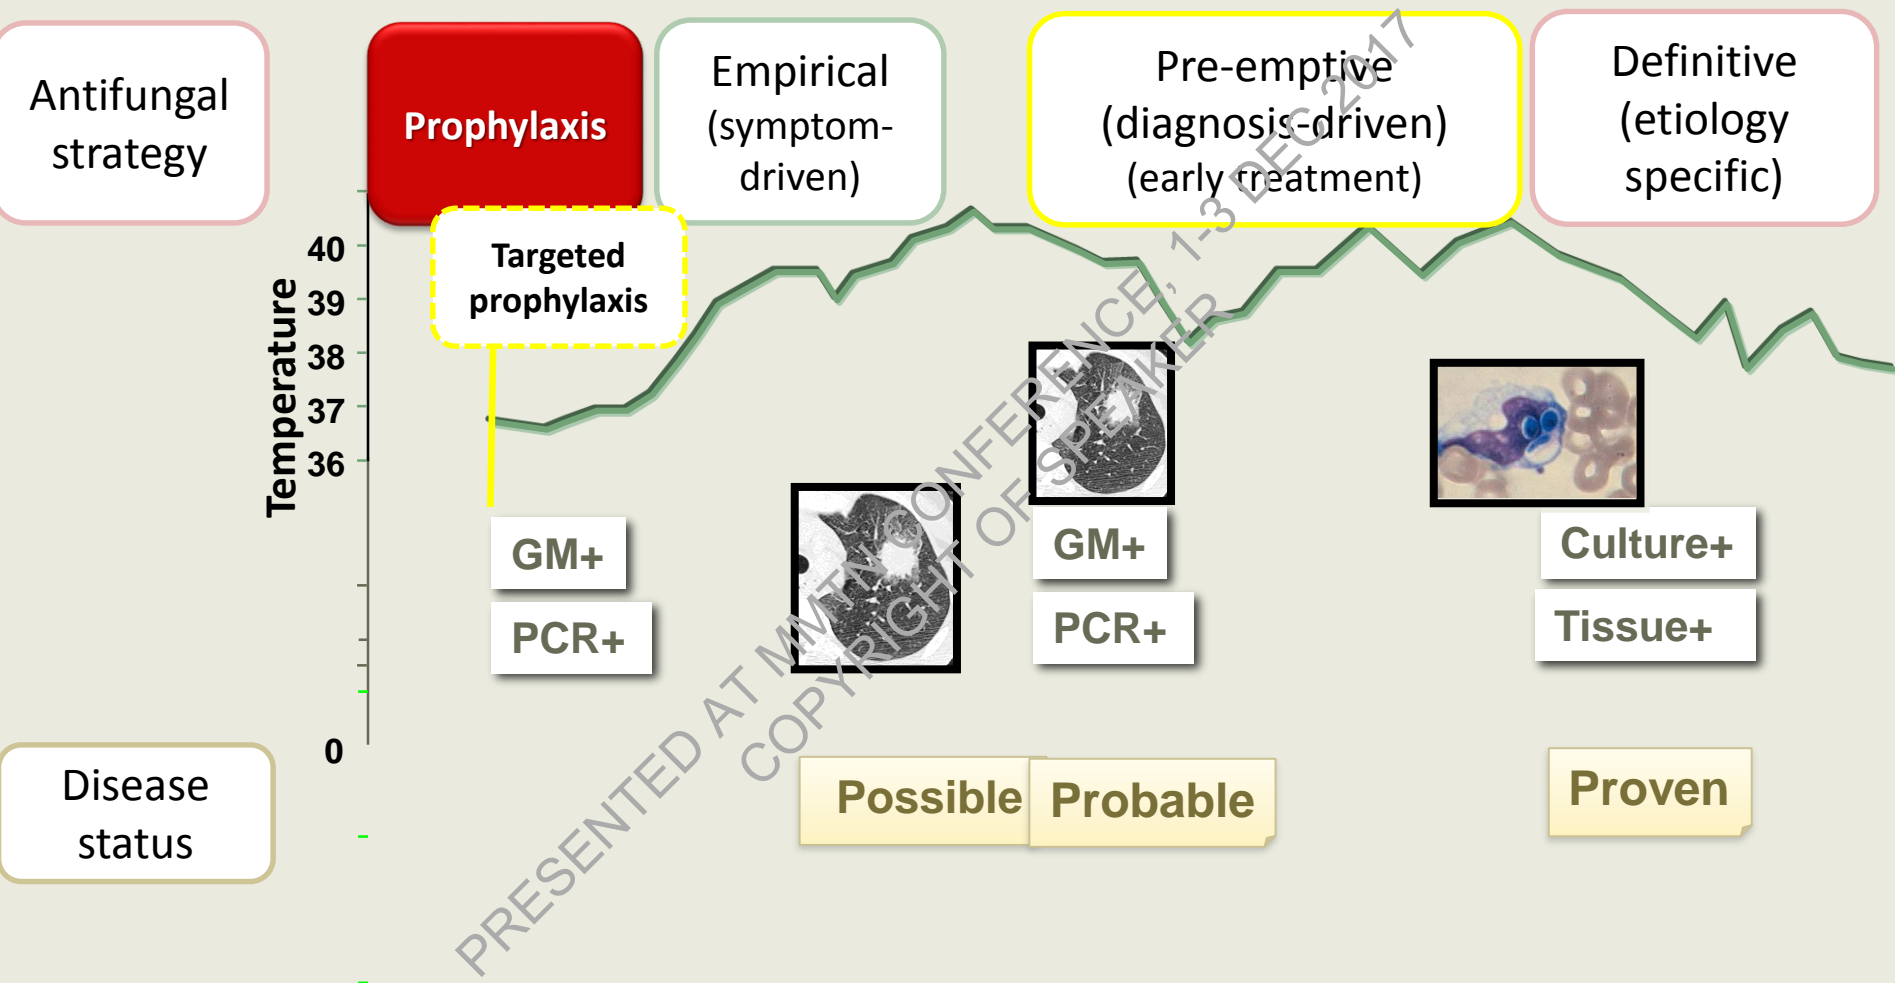 Antifungal
strategy
Prophylaxis
Empirical
(symptom-
driven)
Pre-emptive
(diagnosis-driven)
(early treatment)
Definitive
(etiology
specific)
Targeted
prophylaxis
Temperature
40
39
38
37
36
0
GM+
PCR+
GM+
PCR+
Culture+
Tissue+
Disease
status
Possible
Probable
Proven
PRESENTED AT MMTN CONFERENCE, 1-3 DEC 2017
COPYRIGHT OF SPEAKER